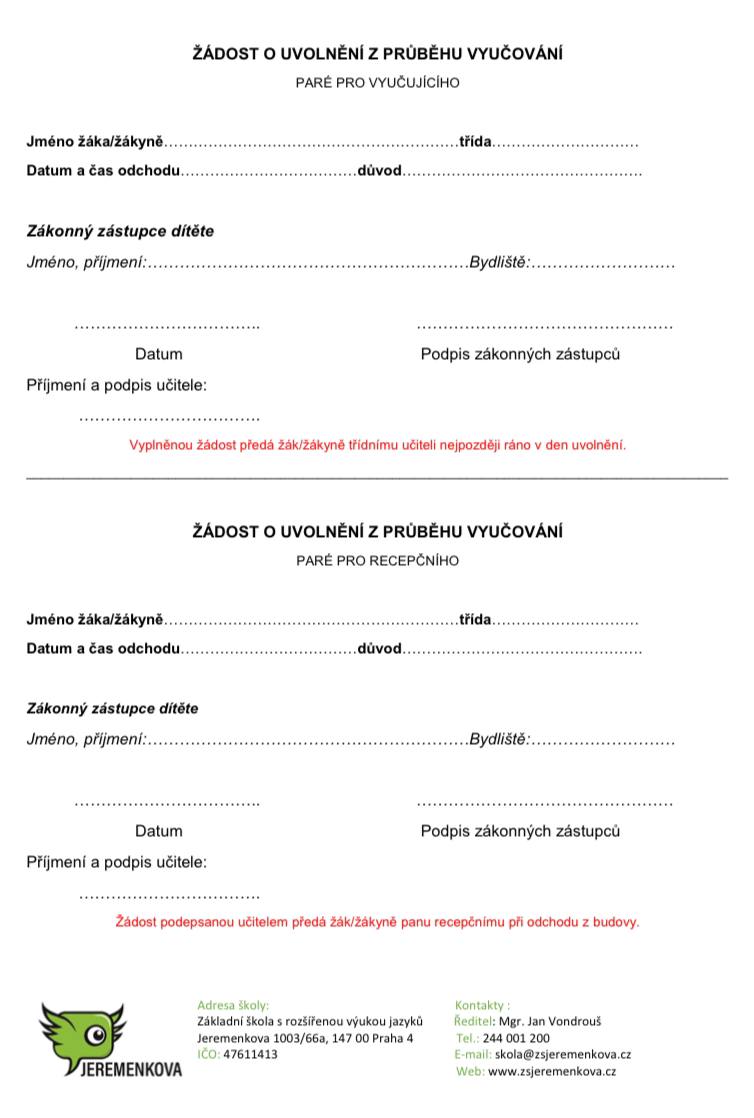 ŽÁDOST O UVOLNĚNÍ Z PRŮBĚHU VYUČOVÁNÍ
PARÉ PRO VYUČUJÍCÍHO
Jméno žáka/žákyně……………………………………………………třída…………………………
Datum a čas odchodu………………………………důvod…………………………………………
Zákonný zástupce dítěte
Jméno, příjmení:………………………………………………………Bydliště:………………………
…………………………….. …………………………………………
Datum Podpis zákonných zástupců
Příjmení a podpis učitele:
…………………………….
Vyplněnou žádost předá žák/žákyně třídnímu učiteli nejpozději ráno v den uvolnění.
ŽÁDOST O UVOLNĚNÍ Z PRŮBĚHU VYUČOVÁNÍ
PARÉ PRO RECEPČNÍHO
Jméno žáka/žákyně……………………………………………………třída…………………………
Datum a čas odchodu………………………………důvod…………………………………………
Zákonný zástupce dítěte
Jméno, příjmení:………………………………………………………Bydliště:………………………
…………………………….. …………………………………………
Datum Podpis zákonných zástupců
Příjmení a podpis učitele:
…………………………….
Žádost podepsanou učitelem předá žák/žákyně panu recepčnímu při odchodu z budovy.
JEREMENKOVA
Adresa školy:
Základní škola s rozšířenou výukou jazyků
Jeremenkova 1003/66a, 147 00 Praha 4
IČO: 47611413
Kontakty :
Ředitel: Mgr. Jan Vondrouš
Tel.: 244 001 200
E-mail: skola@zsjeremenkova.cz
Web: www.zsjeremenkova.cz